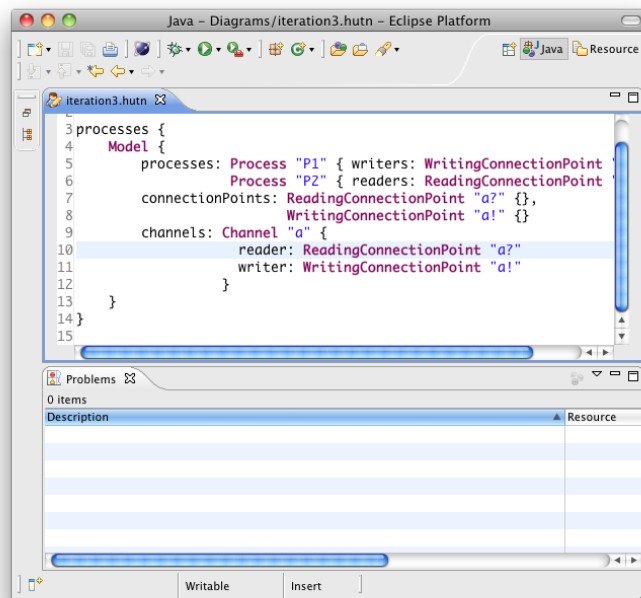 Java – Diagrams/iteration3.hutn – Eclipse Platform
Java Resource
iteration3.hutn
2
3 processes {
4 Model {
5 processes: Process "P1" { writers: WritingConnectionPoint "
6 Process "P2" { readers: ReadingConnectionPoint "
7 connectionPoints: ReadingConnectionPoint "a?" {},
8 WritingConnectionPoint "a!" {}
9 channels: Channel "a" {
10 reader: ReadingConnectionPoint "a?"
11 writer: WritingConnectionPoint "a!"
12 }
13 }
14 }
15
Problems
0 items
Description Resource
Writable Insert